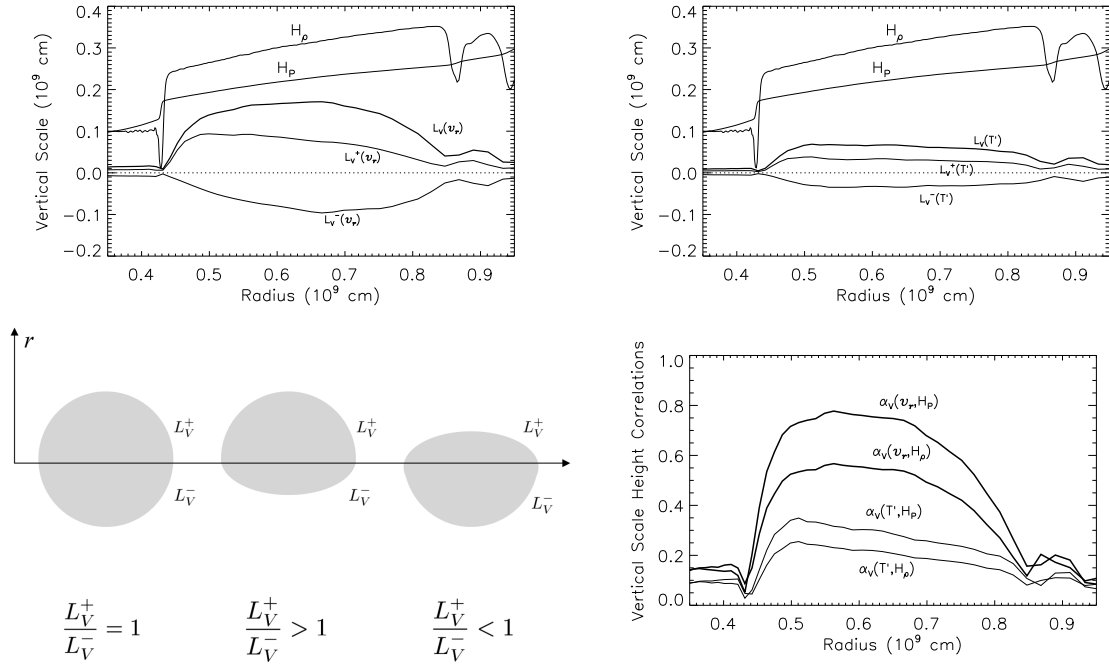 Vertical Scale (10⁹ cm)
0.4
0.3
0.2
0.1
0.0
−0.1
−0.2
H_ρ
H_P
L_V(v_r)
L_V⁺(v_r)
L_V⁻(v_r)
0.4 0.5 0.6 0.7 0.8 0.9
Radius (10⁹ cm)
Vertical Scale (10⁹ cm)
0.4
0.3
0.2
0.1
0.0
−0.1
−0.2
H_ρ
H_P
L_V(T')
L_V⁺(T')
L_V⁻(T')
0.4 0.5 0.6 0.7 0.8 0.9
Radius (10⁹ cm)
r
L_V^+ L_V^+ L_V^+
L_V^- L_V^- L_V^-
L_V^+/L_V^- = 1 L_V^+/L_V^- > 1 L_V^+/L_V^- < 1
Vertical Scale Height Correlations
1.0
0.8
0.6
0.4
0.2
0.0
α_V(v_r,H_P)
α_V(v_r,H_ρ)
α_V(T',H_P)
α_V(T',H_ρ)
0.4 0.5 0.6 0.7 0.8 0.9
Radius (10⁹ cm)